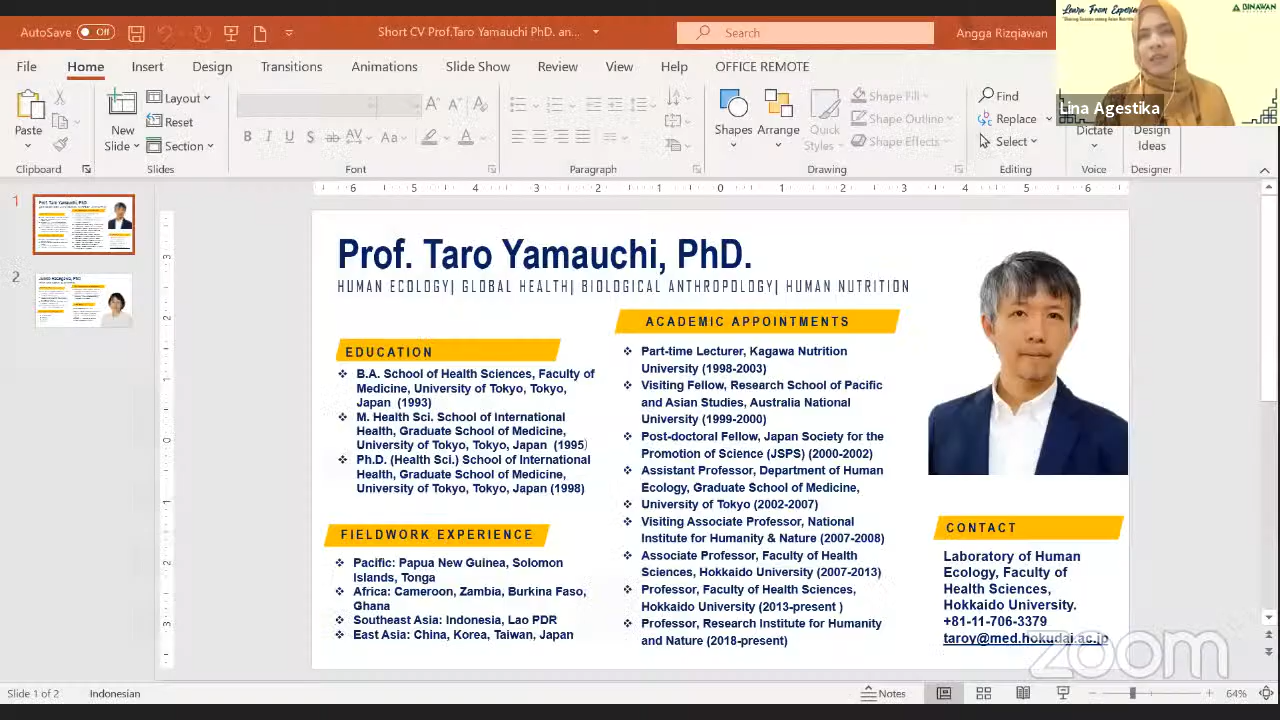 AutoSave
Off
Short CV Prof.Taro Yamauchi PhD. an...
Search
Angga Rizqiawan
Learn From Experie
BINAWAN
Lina Agestika
File
Home
Insert
Design
Transitions
Animations
Slide Show
Review
View
Help
OFFICE REMOTE
Paste
New
Slide
Layout
Reset
Section
Shapes
Arrange
Quick
Styles
Shape Fill
Shape Outline
Shape Effects
Find
Replace
Select
Dictate
Design
Ideas
Clipboard
Slides
Font
Paragraph
Drawing
Editing
Voice
Designer
1
2
Prof. Taro Yamauchi, PhD.
HUMAN ECOLOGY| GLOBAL HEALTH| BIOLOGICAL ANTHROPOLOGY| HUMAN NUTRITION
EDUCATION
B.A. School of Health Sciences, Faculty of
Medicine, University of Tokyo, Tokyo,
Japan (1993)
M. Health Sci. School of International
Health, Graduate School of Medicine,
University of Tokyo, Tokyo, Japan (1995)
Ph.D. (Health Sci.) School of International
Health, Graduate School of Medicine,
University of Tokyo, Tokyo, Japan (1998)
FIELDWORK EXPERIENCE
Pacific: Papua New Guinea, Solomon
Islands, Tonga
Africa: Cameroon, Zambia, Burkina Faso,
Ghana
Southeast Asia: Indonesia, Lao PDR
East Asia: China, Korea, Taiwan, Japan
ACADEMIC APPOINTMENTS
Part-time Lecturer, Kagawa Nutrition
University (1998-2003)
Visiting Fellow, Research School of Pacific
and Asian Studies, Australia National
University (1999-2000)
Post-doctoral Fellow, Japan Society for the
Promotion of Science (JSPS) (2000-2002)
Assistant Professor, Department of Human
Ecology, Graduate School of Medicine,
University of Tokyo (2002-2007)
Visiting Associate Professor, National
Institute for Humanity & Nature (2007-2008)
Associate Professor, Faculty of Health
Sciences, Hokkaido University (2007-2013)
Professor, Faculty of Health Sciences,
Hokkaido University (2013-present )
Professor, Research Institute for Humanity
and Nature (2018-present)
CONTACT
Laboratory of Human
Ecology, Faculty of
Health Sciences,
Hokkaido University.
+81-11-706-3379
taroy@med.hokudai.ac.jp
zoom
Slide 1 of 2
Indonesian
Notes
64%